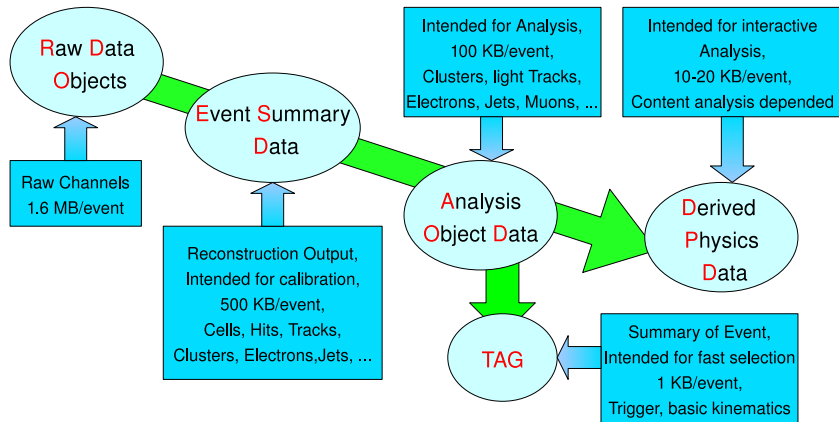 Raw Data
Objects
Raw Channels
1.6 MB/event
Event Summary
Data
Reconstruction Output,
Intended for calibration,
500 KB/event,
Cells, Hits, Tracks,
Clusters, Electrons,Jets, ...
Intended for Analysis,
100 KB/event,
Clusters, light Tracks,
Electrons, Jets, Muons, ...
Analysis
Object Data
Intended for interactive
Analysis,
10-20 KB/event,
Content analysis depended
Derived
Physics
Data
TAG
Summary of Event,
Intended for fast selection
1 KB/event,
Trigger, basic kinematics